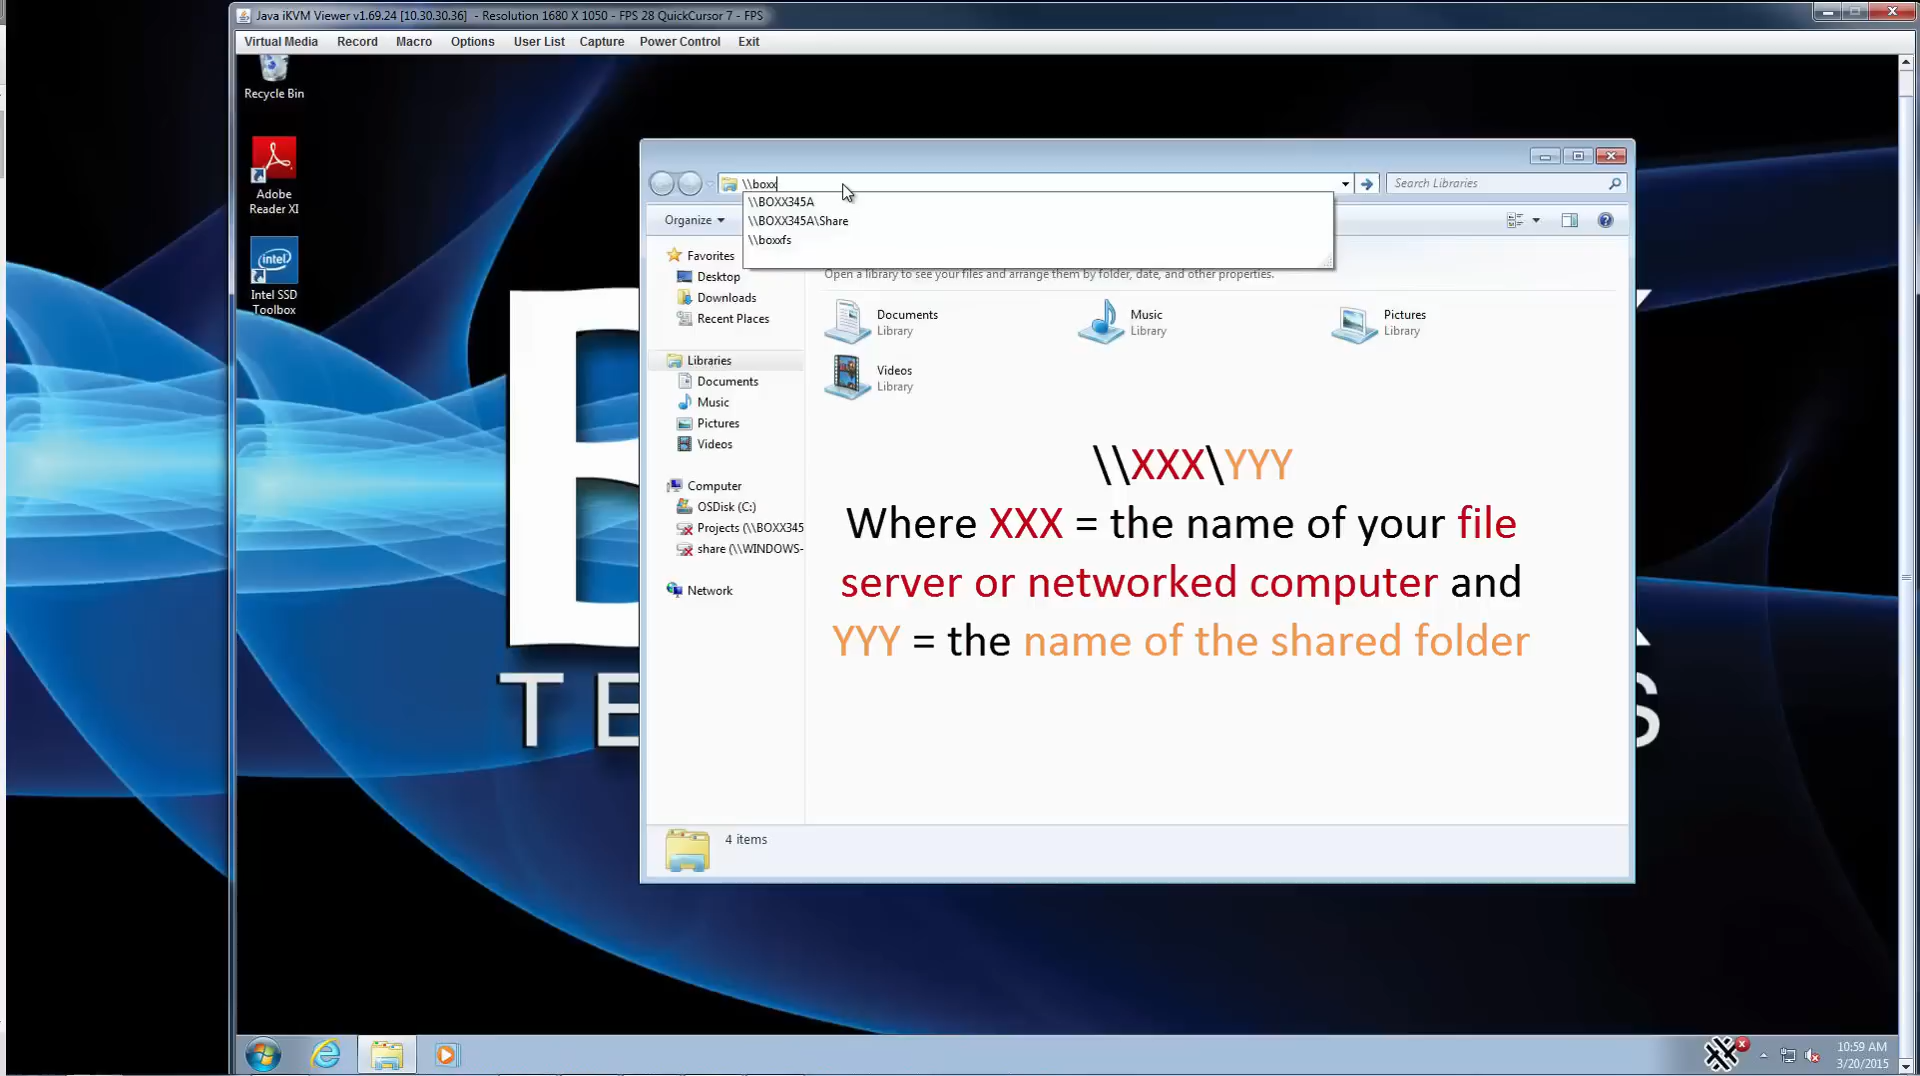 Java iKVM Viewer v1.69.24 [10.30.30.36] - Resolution 1680 X 1050 - FPS 28 QuickCursor 7 - FPS
Virtual Media Record Macro Options User List Capture Power Control Exit
Recycle Bin
Adobe
Reader XI
Intel SSD
Toolbox
\\boxx
Search Libraries
\\BOXX345A
\\BOXX345A\Share
\\boxxfs
Organize
Open a library to see your files and arrange them by folder, date, and other properties.
Favorites
Desktop
Downloads
Recent Places
Libraries
Documents
Music
Pictures
Videos
Computer
OSDisk (C:)
Projects (\\BOXX345
share (\\WINDOWS-
Network
Documents
Library
Music
Library
Pictures
Library
Videos
Library
\\XXX\YYY
Where XXX = the name of your file
server or networked computer and
YYY = the name of the shared folder
4 items
B
TE
S
intel
10:59 AM
3/20/2015